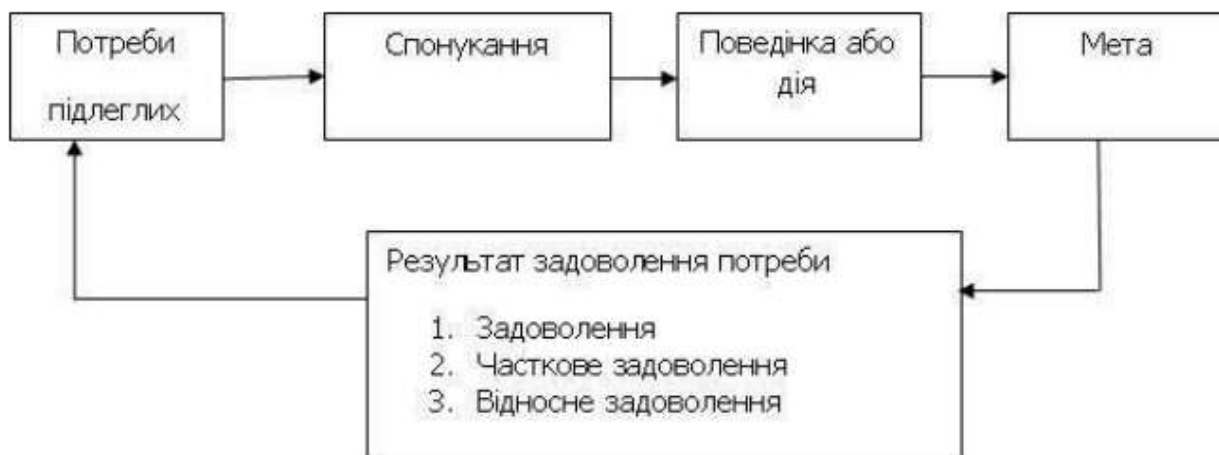 Потреби
підлеглих
Спонукання
Поведінка або
дія
Мета
Результат задоволення потреби
1. Задоволення
2. Часткове задоволення
3. Відносне задоволення